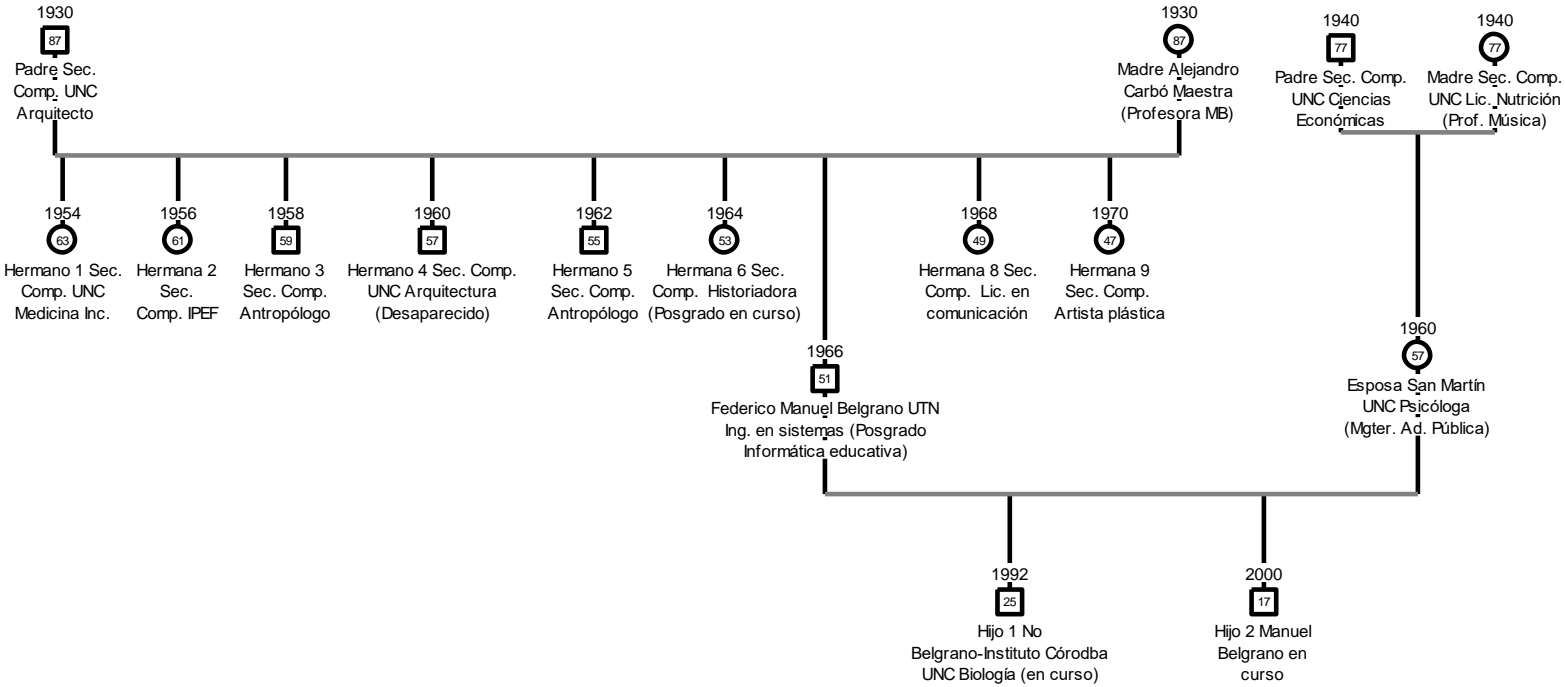 1930
87
Padre Sec.
Comp. UNC
Arquitecto
1930
87
Madre Alejandro
Carbó Maestra
(Profesora MB)
1940
77
Padre Sec. Comp.
UNC Ciencias
Económicas
1940
77
Madre Sec. Comp.
UNC Lic. Nutrición
(Prof. Música)
1954
63
Hermano 1 Sec.
Comp. UNC
Medicina Inc.
1956
61
Hermana 2
Sec.
Comp. IPEF
1958
59
Hermano 3
Sec. Comp.
Antropólogo
1960
57
Hermano 4 Sec. Comp.
UNC Arquitectura
(Desaparecido)
1962
55
Hermano 5
Sec. Comp.
Antropólogo
1964
53
Hermana 6 Sec.
Comp. Historiadora
(Posgrado en curso)
1968
49
Hermana 8 Sec.
Comp. Lic. en
comunicación
1970
47
Hermana 9
Sec. Comp.
Artista plástica
1966
51
Federico Manuel Belgrano UTN
Ing. en sistemas (Posgrado
Informática educativa)
1960
57
Esposa San Martín
UNC Psicóloga
(Mgter. Ad. Pública)
1992
25
Hijo 1 No
Belgrano-Instituto Córodba
UNC Biología (en curso)
2000
17
Hijo 2 Manuel
Belgrano en
curso